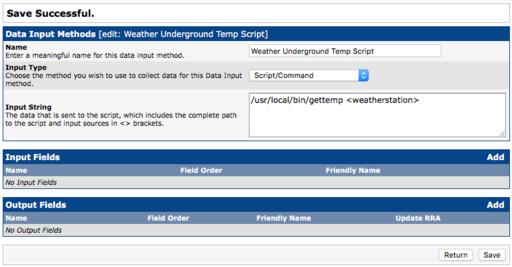 Save Successful.
Data Input Methods [edit: Weather Underground Temp Script]
Name
Enter a meaningful name for this data input method.
Weather Underground Temp Script
Input Type
Choose the method you wish to use to collect data for this Data Input method.
Script/Command
Input String
The data that is sent to the script, which includes the complete path to the script and input sources in <> brackets.
/usr/local/bin/gettemp <weatherstation>
Input Fields Add
Name Field Order Friendly Name
No Input Fields
Output Fields Add
Name Field Order Friendly Name Update RRA
No Output Fields
Return Save